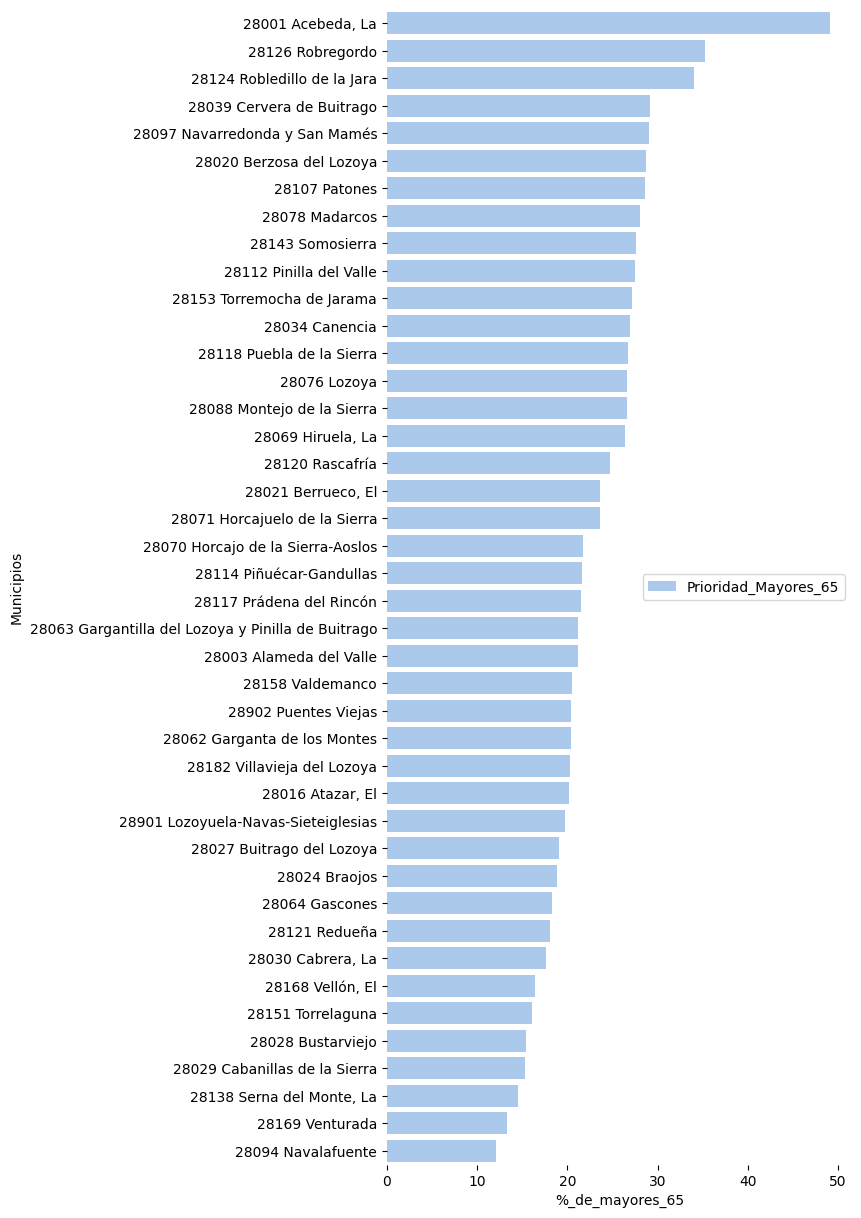 28001 Acebeda, La
28126 Robregordo
28124 Robledillo de la Jara
28039 Cervera de Buitrago
28097 Navarredonda y San Mamés
28020 Berzosa del Lozoya
28107 Patones
28078 Madarcos
28143 Somosierra
28112 Pinilla del Valle
28153 Torremocha de Jarama
28034 Canencia
28118 Puebla de la Sierra
28076 Lozoya
28088 Montejo de la Sierra
28069 Hiruela, La
28120 Rascafría
28021 Berrueco, El
28071 Horcajuelo de la Sierra
28070 Horcajo de la Sierra-Aoslos
28114 Piñuécar-Gandullas
28117 Prádena del Rincón
28063 Gargantilla del Lozoya y Pinilla de Buitrago
28003 Alameda del Valle
28158 Valdemanco
28902 Puentes Viejas
28062 Garganta de los Montes
28182 Villavieja del Lozoya
28016 Atazar, El
28901 Lozoyuela-Navas-Sieteiglesias
28027 Buitrago del Lozoya
28024 Braojos
28064 Gascones
28121 Redueña
28030 Cabrera, La
28168 Vellón, El
28151 Torrelaguna
28028 Bustarviejo
28029 Cabanillas de la Sierra
28138 Serna del Monte, La
28169 Venturada
28094 Navalafuente
Municipios
Prioridad_Mayores_65
0 10 20 30 40 50
%_de_mayores_65